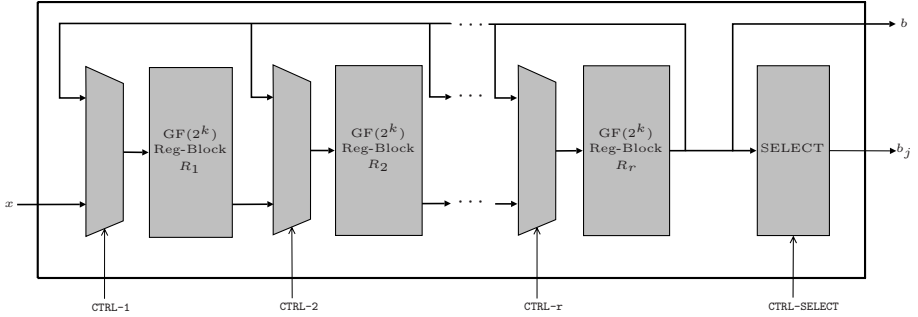 . . .
b
. . .
GF(2^k)
Reg-Block
R_1
GF(2^k)
Reg-Block
R_2
GF(2^k)
Reg-Block
R_r
SELECT
b_j
x
. . .
CTRL-1
CTRL-2
CTRL-r
CTRL-SELECT